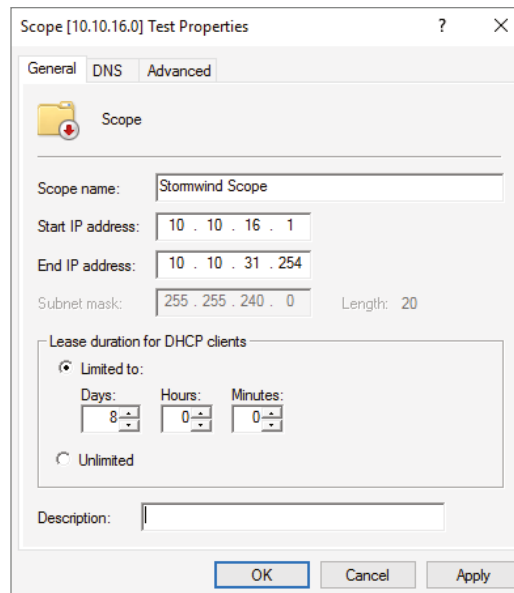 Scope [10.10.16.0] Test Properties ? ×
General DNS Advanced
Scope
Scope name: Stormwind Scope
Start IP address: 10 . 10 . 16 . 1
End IP address: 10 . 10 . 31 . 254
Subnet mask: 255 . 255 . 240 . 0 Length: 20
Lease duration for DHCP clients
Limited to:
Days: Hours: Minutes:
8 0 0
Unlimited
Description:
OK Cancel Apply